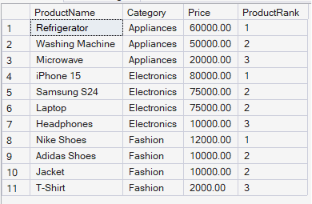 ProductName Category Price ProductRank
1 Refrigerator Appliances 60000.00 1
2 Washing Machine Appliances 50000.00 2
3 Microwave Appliances 20000.00 3
4 iPhone 15 Electronics 80000.00 1
5 Samsung S24 Electronics 75000.00 2
6 Laptop Electronics 75000.00 2
7 Headphones Electronics 10000.00 3
8 Nike Shoes Fashion 12000.00 1
9 Adidas Shoes Fashion 10000.00 2
10 Jacket Fashion 10000.00 2
11 T-Shirt Fashion 2000.00 3